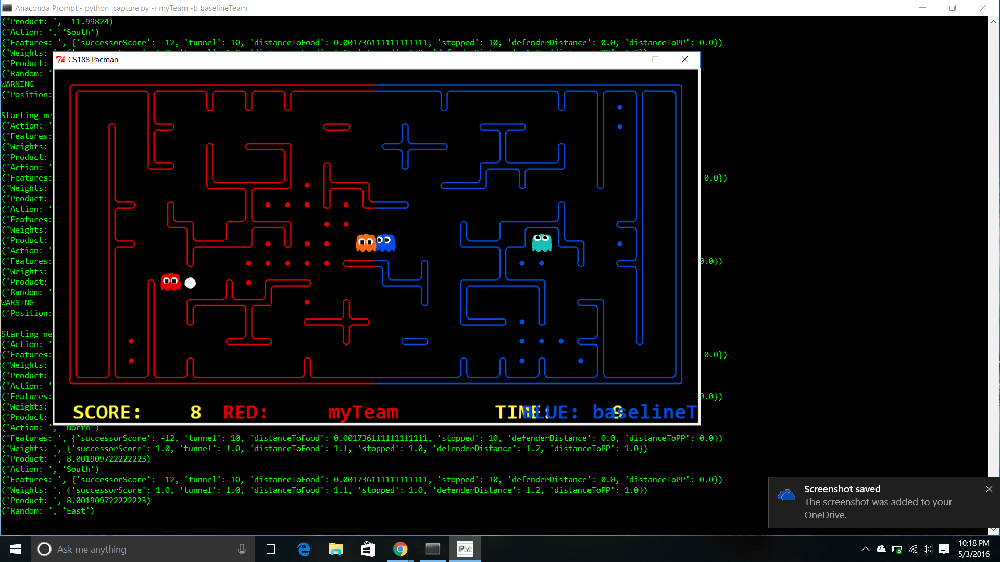 Anaconda Prompt - python capture.py -r myTeam -b baselineTeam
('Product: ', -11.99824)
('Action: ', 'South')
('Features: ', {'successorScore': -12, 'tunnel': 10, 'distanceToFood': 0.001736111111111111, 'stopped': 10, 'defenderDistance': 0.0, 'distanceToPP': 0.0})
('Weights:
('Product:
('Random: '
WARNING
('Position:
CS188 Pacman
Starting ne
('Action: '
('Features:
('Weights:
('Product:
('Action: '
('Features: 0.0})
('Weights:
('Product:
('Action: '
('Features:
('Weights:
('Product:
('Action: '
('Features: 0.0})
('Weights:
('Product:
('Random: '
WARNING
('Position:
Starting ne
('Action: '
('Features: 0.0})
('Weights:
('Product:
('Action: '
('Features: 0.0})
('Weights:
('Product:
SCORE: 8 RED: myTeam TIME: 9 BLUE: baselineT
('Action: ', 'North')
('Features: ', {'successorScore': -12, 'tunnel': 10, 'distanceToFood': 0.001736111111111111, 'stopped': 10, 'defenderDistance': 0.0, 'distanceToPP': 0.0})
('Weights: ', {'successorScore': 1.0, 'tunnel': 1.0, 'distanceToFood': 1.1, 'stopped': 1.0, 'defenderDistance': 1.2, 'distanceToPP': 1.0})
('Product: ', 8.001909722222223)
('Action: ', 'South')
('Features: ', {'successorScore': -12, 'tunnel': 10, 'distanceToFood': 0.001736111111111111, 'stopped': 10, 'defenderDistance': 0.0, 'distanceToPP': 0.0})
('Weights: ', {'successorScore': 1.0, 'tunnel': 1.0, 'distanceToFood': 1.1, 'stopped': 1.0, 'defenderDistance': 1.2, 'distanceToPP': 1.0})
('Product: ', 8.001909722222223)
('Random: ', 'East')
Screenshot saved
The screenshot was added to your
OneDrive.
Ask me anything
IP[y]:
10:18 PM
5/3/2016